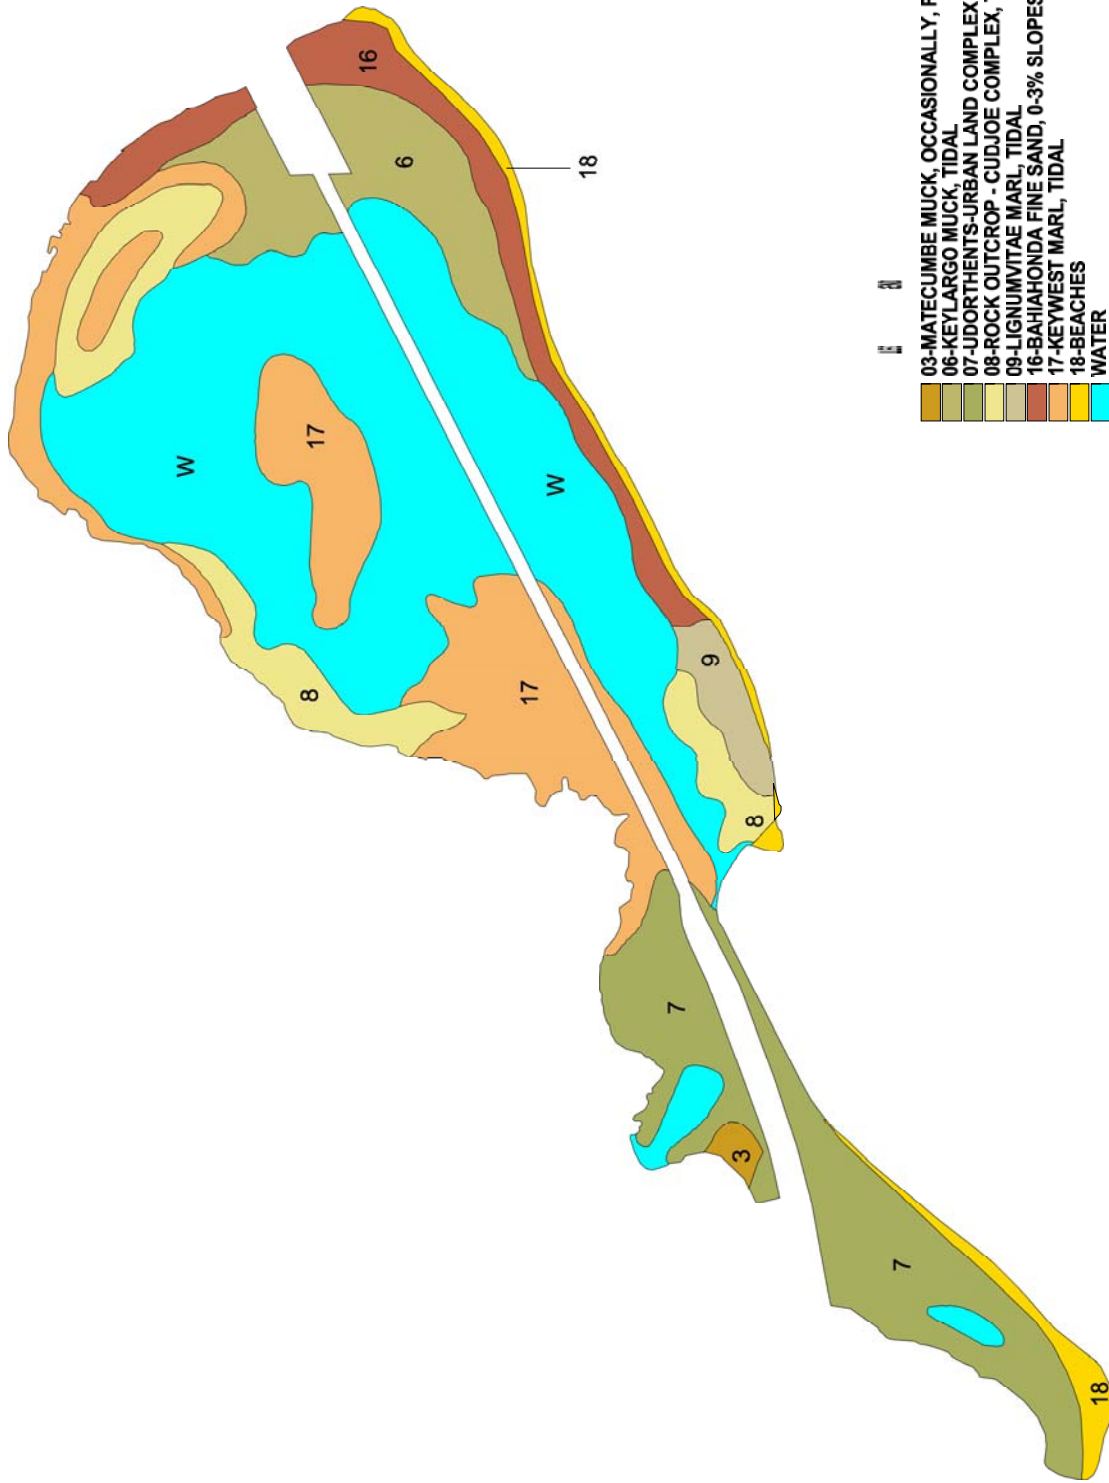 16
6
18
W
17
8
17
W
9
8
7
3
7
18
03-MATECUMBE MUCK, OCCASIONALLY,
06-KEYLARGO MUCK, TIDAL
07-UDORTHENTS-URBAN LAND COMPLEX
08-ROCK OUTCROP - CUDJOE COMPLEX,
09-LIGNUMVITAE MARL, TIDAL
16-BAHIAHONDA FINE SAND, 0-3% SLOPES
17-KEYWEST MARL, TIDAL
18-BEACHES
WATER